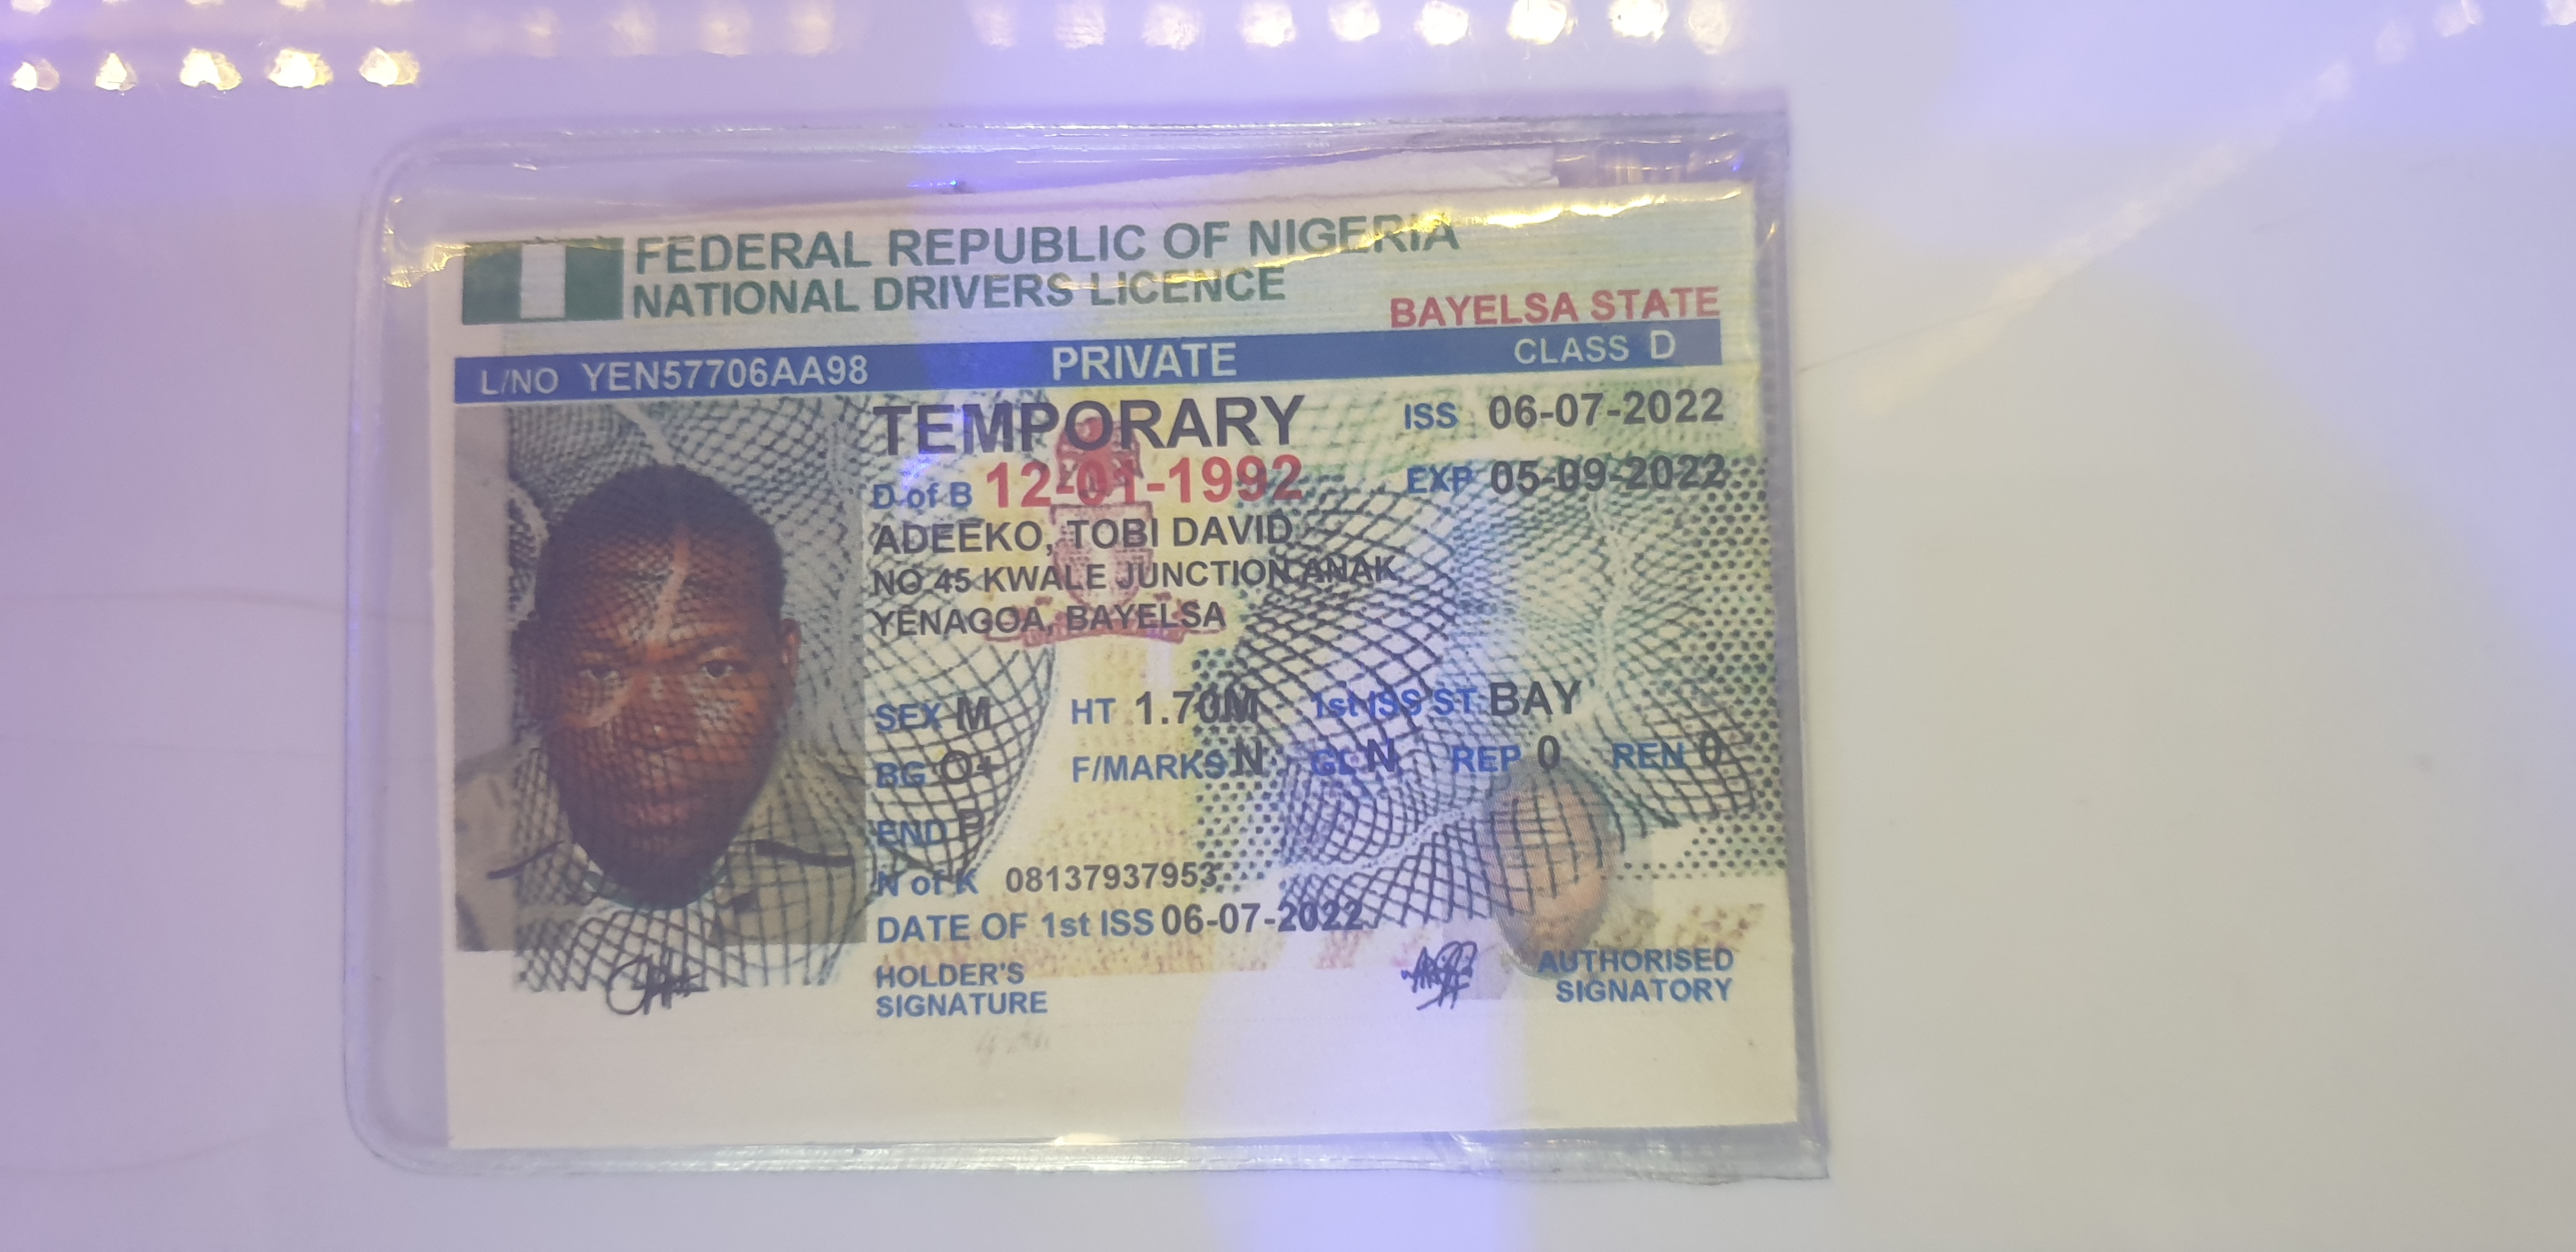 FEDERAL REPUBLIC OF NIGERIA
NATIONAL DRIVERS LICENCE
BAYELSA STATE
L/NO YEN57706AA98 PRIVATE CLASS D
TEMPORARY
ISS 06-07-2022
D of B 12-01-1992
EXP 05-09-2022
ADEEKO, TOBI DAVID
NO 45 KWALE JUNCTION ANAK
YENAGOA, BAYELSA
SEX M HT 1.70M 1st ISS ST. BAY
BG O+ F/MARKS N GL N REP 0 REN 0
END P
N of K 08137937953
DATE OF 1st ISS 06-07-2022
HOLDER'S
SIGNATURE
AUTHORISED
SIGNATORY